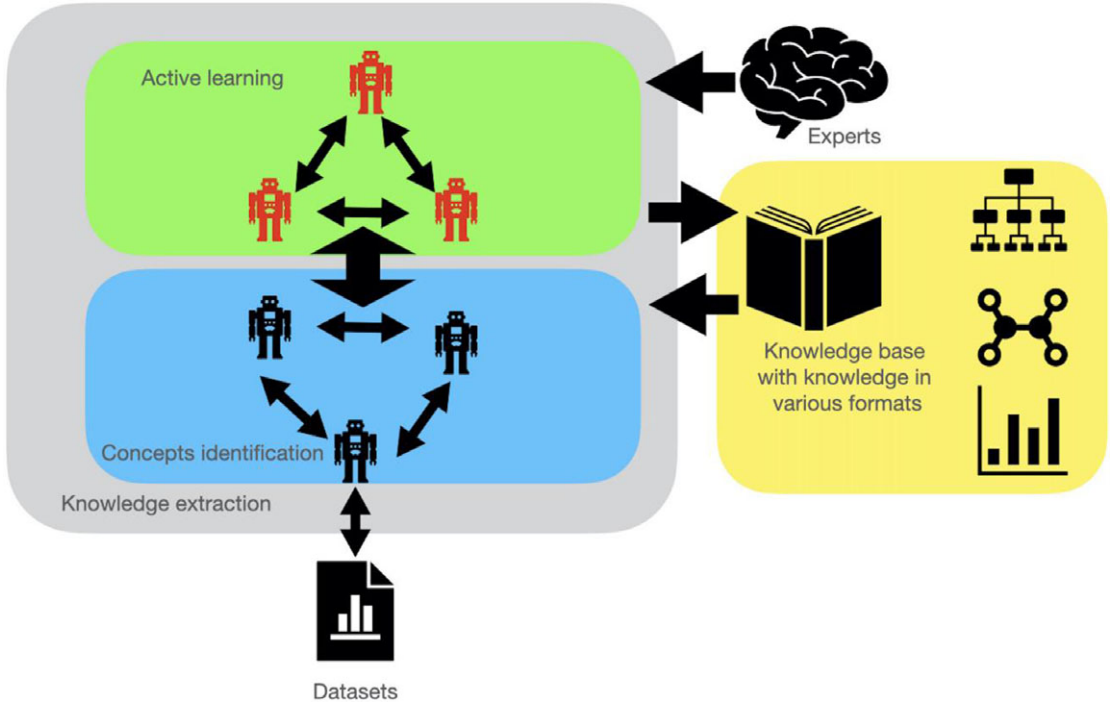 Active learning
Experts
Knowledge base
with knowledge in
various formats
Concepts identification
Knowledge extraction
Datasets